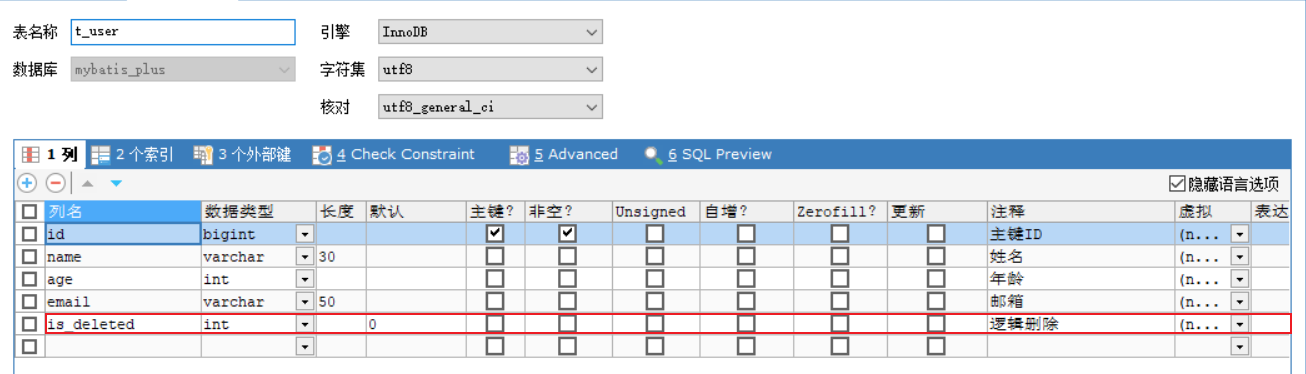 表名称 t_user 引擎 InnoDB
数据库 mybatis_plus 字符集 utf8
核对 utf8_general_ci
1 列 2 个索引 3 个外部键 4 Check Constraint 5 Advanced 6 SQL Preview
隐藏语言选项
列名 数据类型 长度 默认 主键? 非空? Unsigned 自增? Zerofill? 更新 注释 虚拟 表达
id bigint 主键ID (n...
name varchar 30 姓名 (n...
age int 年龄 (n...
email varchar 50 邮箱 (n...
is_deleted int 0 逻辑删除 (n...